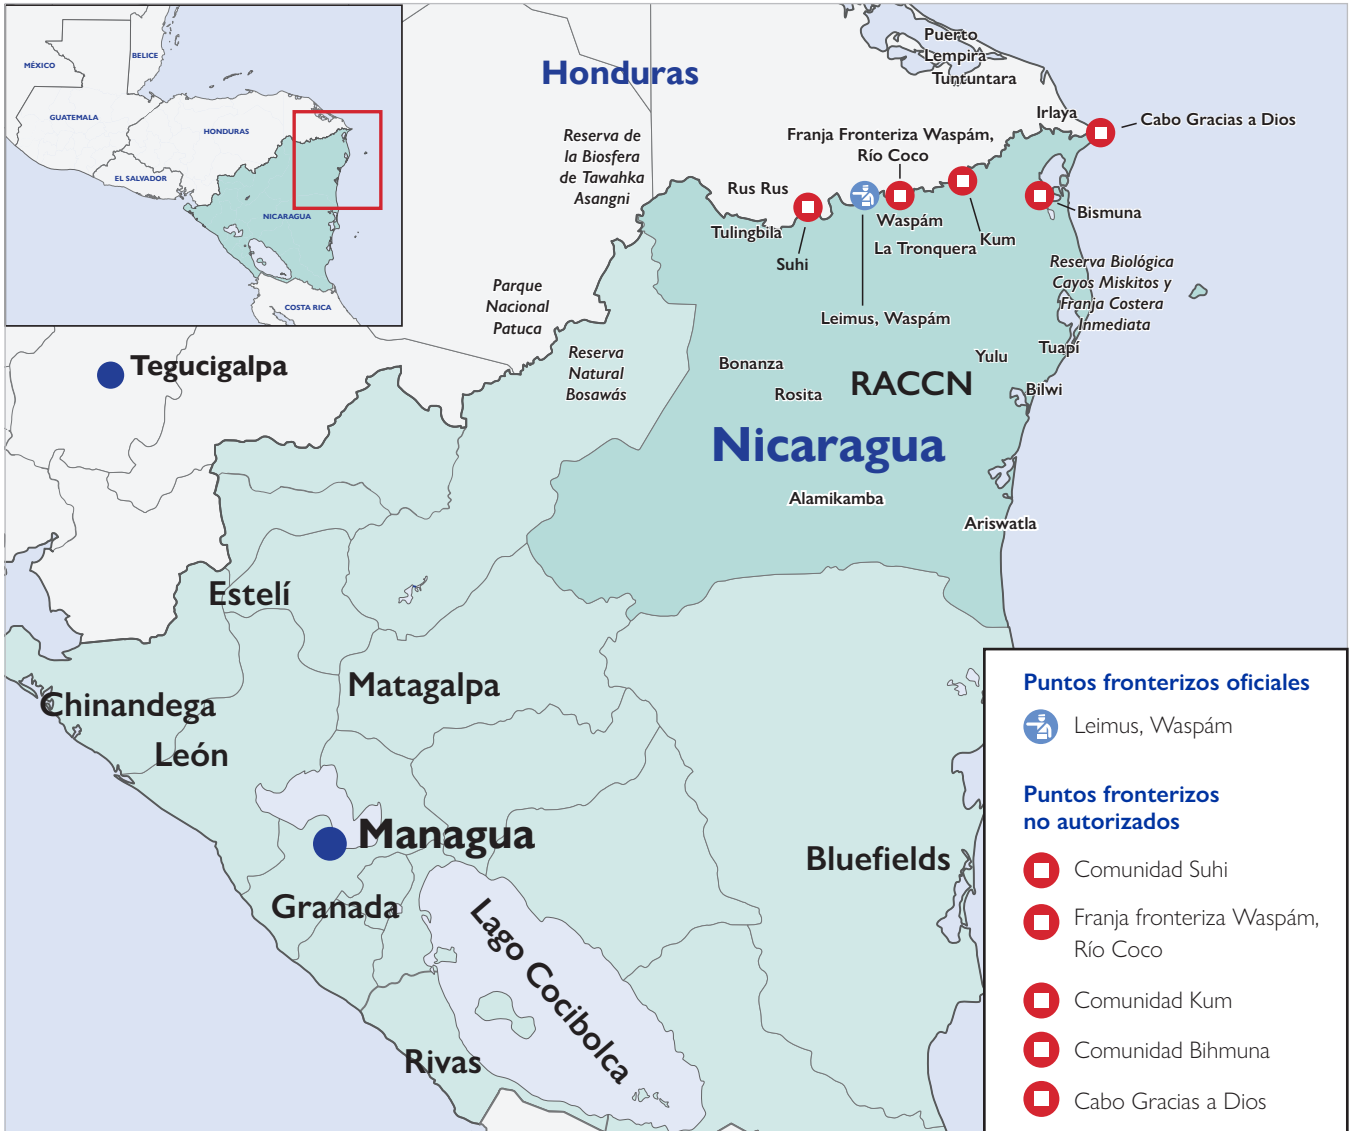 MÉXICO
BELICE
GUATEMALA
HONDURAS
EL SALVADOR
NICARAGUA
COSTA RICA
Honduras
Puerto
Lempira
Tuntuntara
Irlaya
Cabo Gracias a Dios
Reserva de
la Biosfera
de Tawahka
Asangni
Franja Fronteriza Waspám,
Río Coco
Rus Rus
Tulingbila
Suhi
Waspám
La Tronquera
Kum
Bismuna
Leimus, Waspám
Reserva Biológica
Cayos Miskitos y
Franja Costera
Inmediata
Parque
Nacional
Patuca
Reserva
Natural
Bosawás
Tegucigalpa
Bonanza
Rosita
RACCN
Yulu
Tuapí
Bilwi
Nicaragua
Alamikamba
Ariswatla
Estelí
Matagalpa
Chinandega
León
Managua
Granada
Bluefields
Lago Cocibolca
Rivas
Puntos fronterizos oficiales
Leimus, Waspám
Puntos fronterizos
no autorizados
Comunidad Suhi
Franja fronteriza Waspám,
Río Coco
Comunidad Kum
Comunidad Bihmuna
Cabo Gracias a Dios